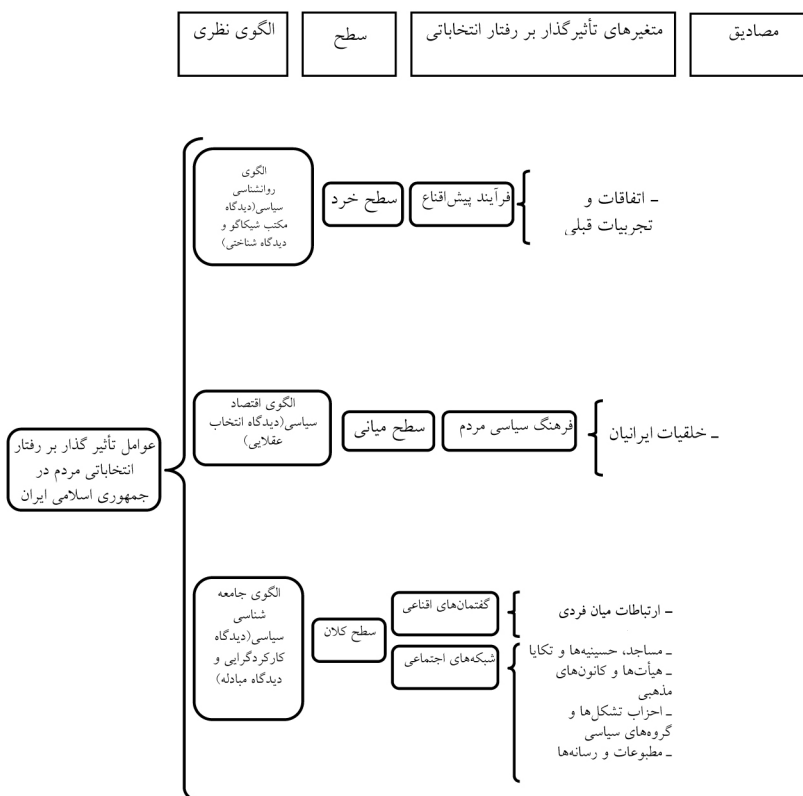 الگوی نظری
سطح
متغیرهای تأثیرگذار بر رفتار انتخاباتی
مصادیق
عوامل تأثیر گذار بر رفتار
انتخاباتی مردم در
جمهوری اسلامی ایران
الگوی
روانشناسی
سیاسی(دیدگاه
مکتب شیکاگو و
دیدگاه شناختی)
سطح خرد
فرآیند پیش‌اقناع
ـ اتفاقات و
تجربیات قبلی
الگوی اقتصاد
سیاسی(دیدگاه انتخاب
عقلایی)
سطح میانی
فرهنگ سیاسی مردم
ـ خلقیات ایرانیان
الگوی جامعه
شناسی
سیاسی(دیدگاه
کارکردگرایی و
دیدگاه مبادله)
سطح کلان
گفتمان‌های اقناعی
ـ ارتباطات میان فردی
شبکه‌های اجتماعی
ـ مساجد، حسینیه‌ها و تکایا
ـ هیأت‌ها و کانون‌های
مذهبی
ـ احزاب تشکل‌ها و
گروه‌های سیاسی
ـ مطبوعات و رسانه‌ها